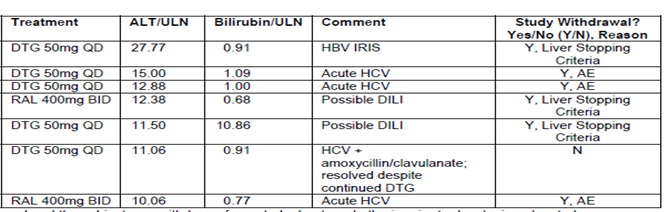 Treatment ALT/ULN Bilirubin/ULN Comment Study Withdrawal?
Yes/No (Y/N), Reason
DTG 50mg QD 27.77 0.91 HBV IRIS Y, Liver Stopping
Criteria
DTG 50mg QD 15.00 1.09 Acute HCV Y, AE
DTG 50mg QD 12.88 1.00 Acute HCV Y, AE
RAL 400mg BID 12.38 0.68 Possible DILI Y, Liver Stopping
Criteria
DTG 50mg QD 11.50 10.86 Possible DILI Y, Liver Stopping
Criteria
DTG 50mg QD 11.06 0.91 HCV + N
amoxycillin/clavulanate;
resolved despite
continued DTG
RAL 400mg BID 10.06 0.77 Acute HCV Y, AE